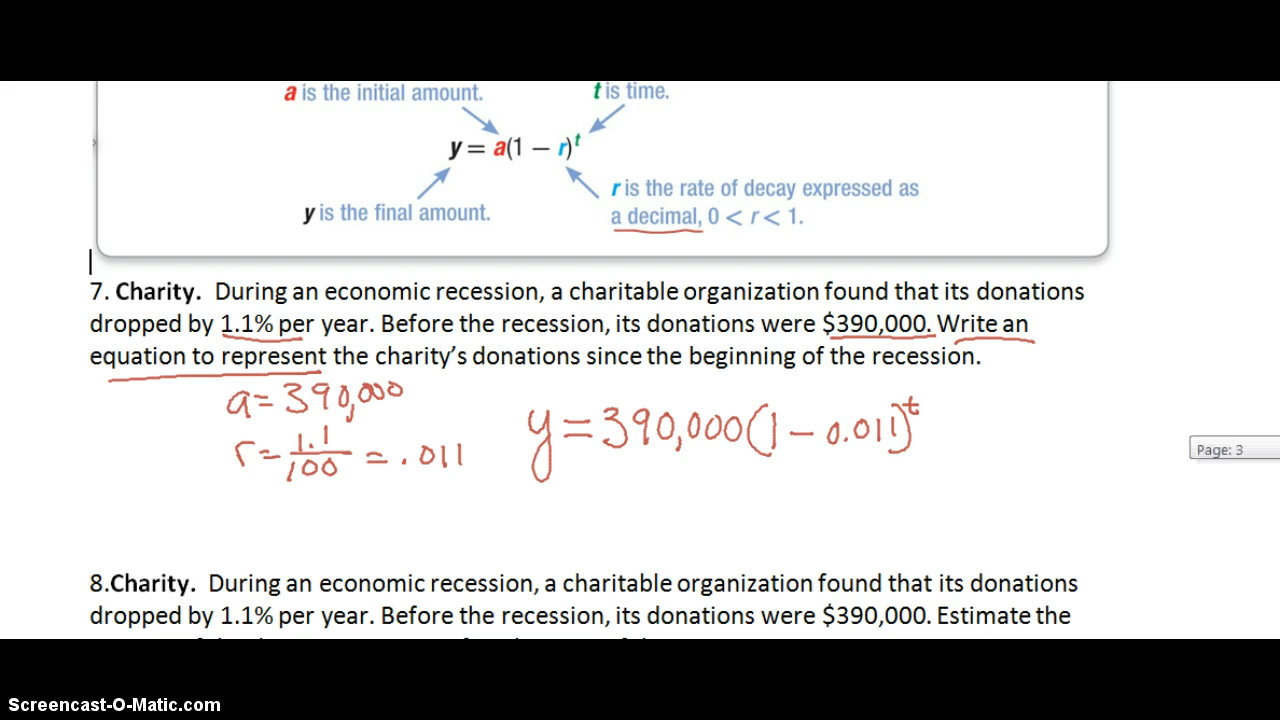 a is the initial amount. t is time.
y = a(1 − r)^t
r is the rate of decay expressed as
y is the final amount. a decimal, 0 < r < 1.
7. Charity. During an economic recession, a charitable organization found that its donations
dropped by 1.1% per year. Before the recession, its donations were $390,000. Write an
equation to represent the charity's donations since the beginning of the recession.
a = 390,000
y = 390,000(1 − 0.011)^t
r = 1.1/100 = .011
Page: 3
8.Charity. During an economic recession, a charitable organization found that its donations
dropped by 1.1% per year. Before the recession, its donations were $390,000. Estimate the
Screencast-O-Matic.com